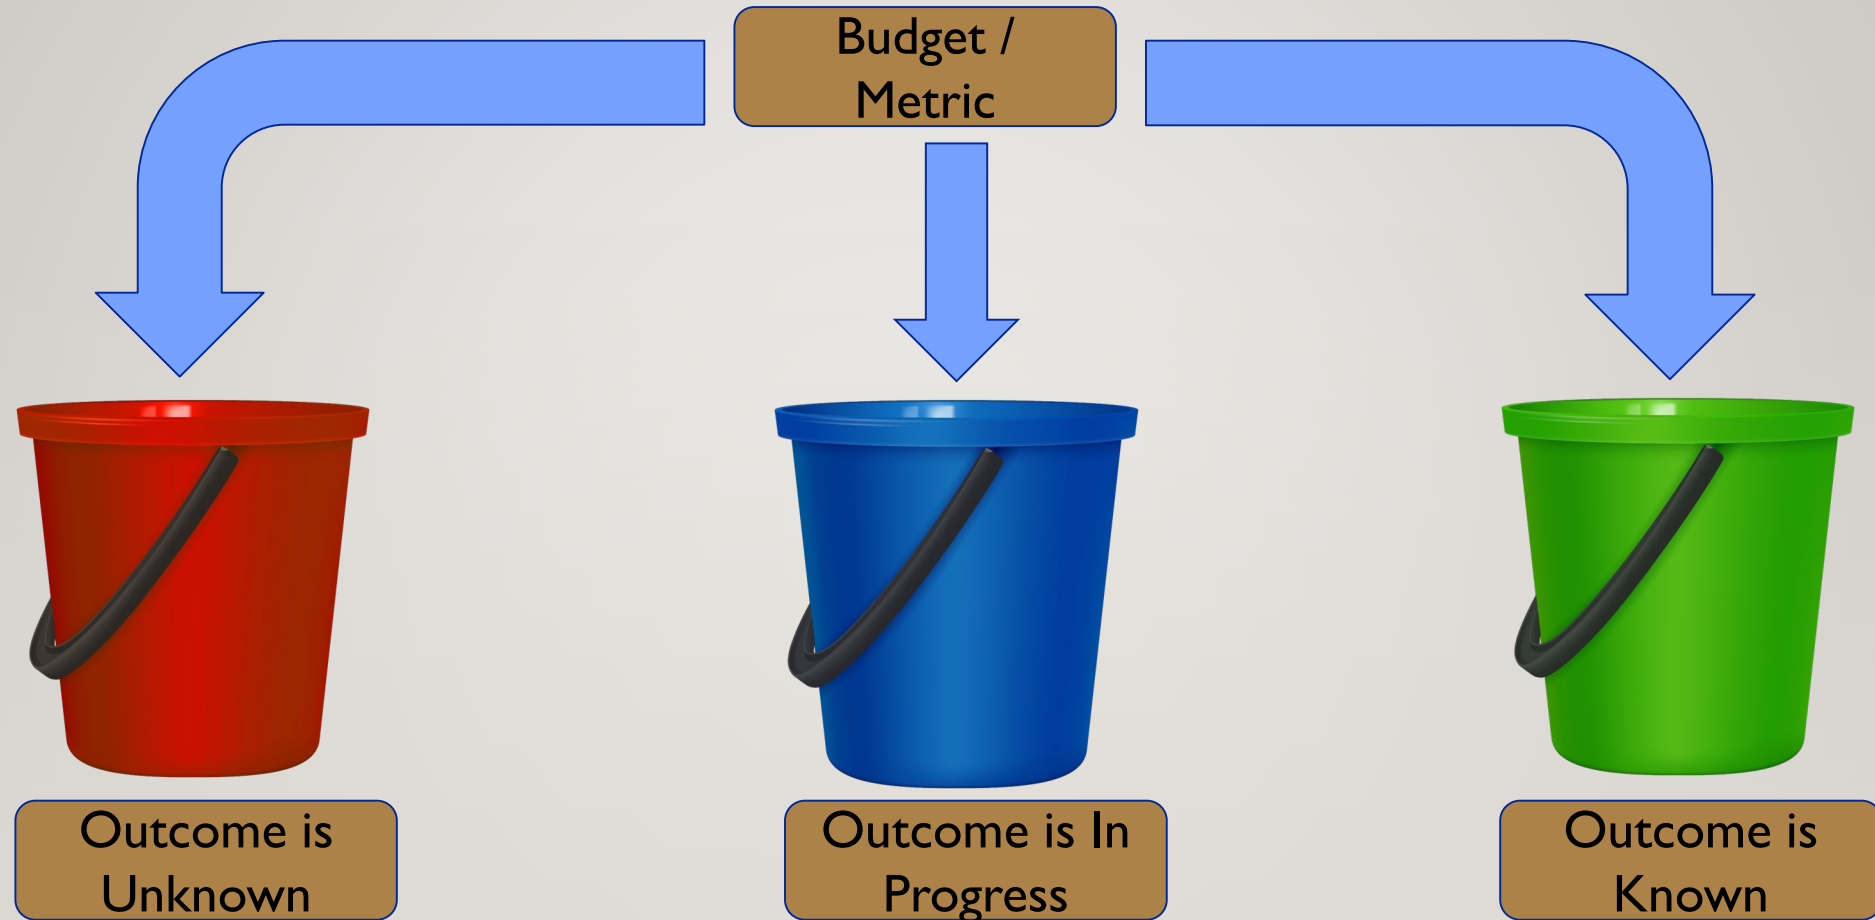 Budget /
Metric
Outcome is
Unknown
Outcome is In
Progress
Outcome is
Known